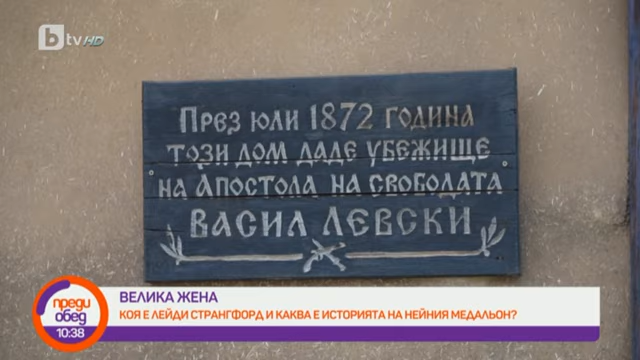 btv HD
През юли 1872 година
този дом даде убежище
на "Апостола на свободата"
ВАСИЛ ЛЕВСКИ
ВЕЛИКА ЖЕНА
КОЯ Е ЛЕЙДИ СТРАНГФОРД И КАКВА Е ИСТОРИЯТА НА НЕЙНИЯ МЕДАЛЬОН?
преди
обед
10:38